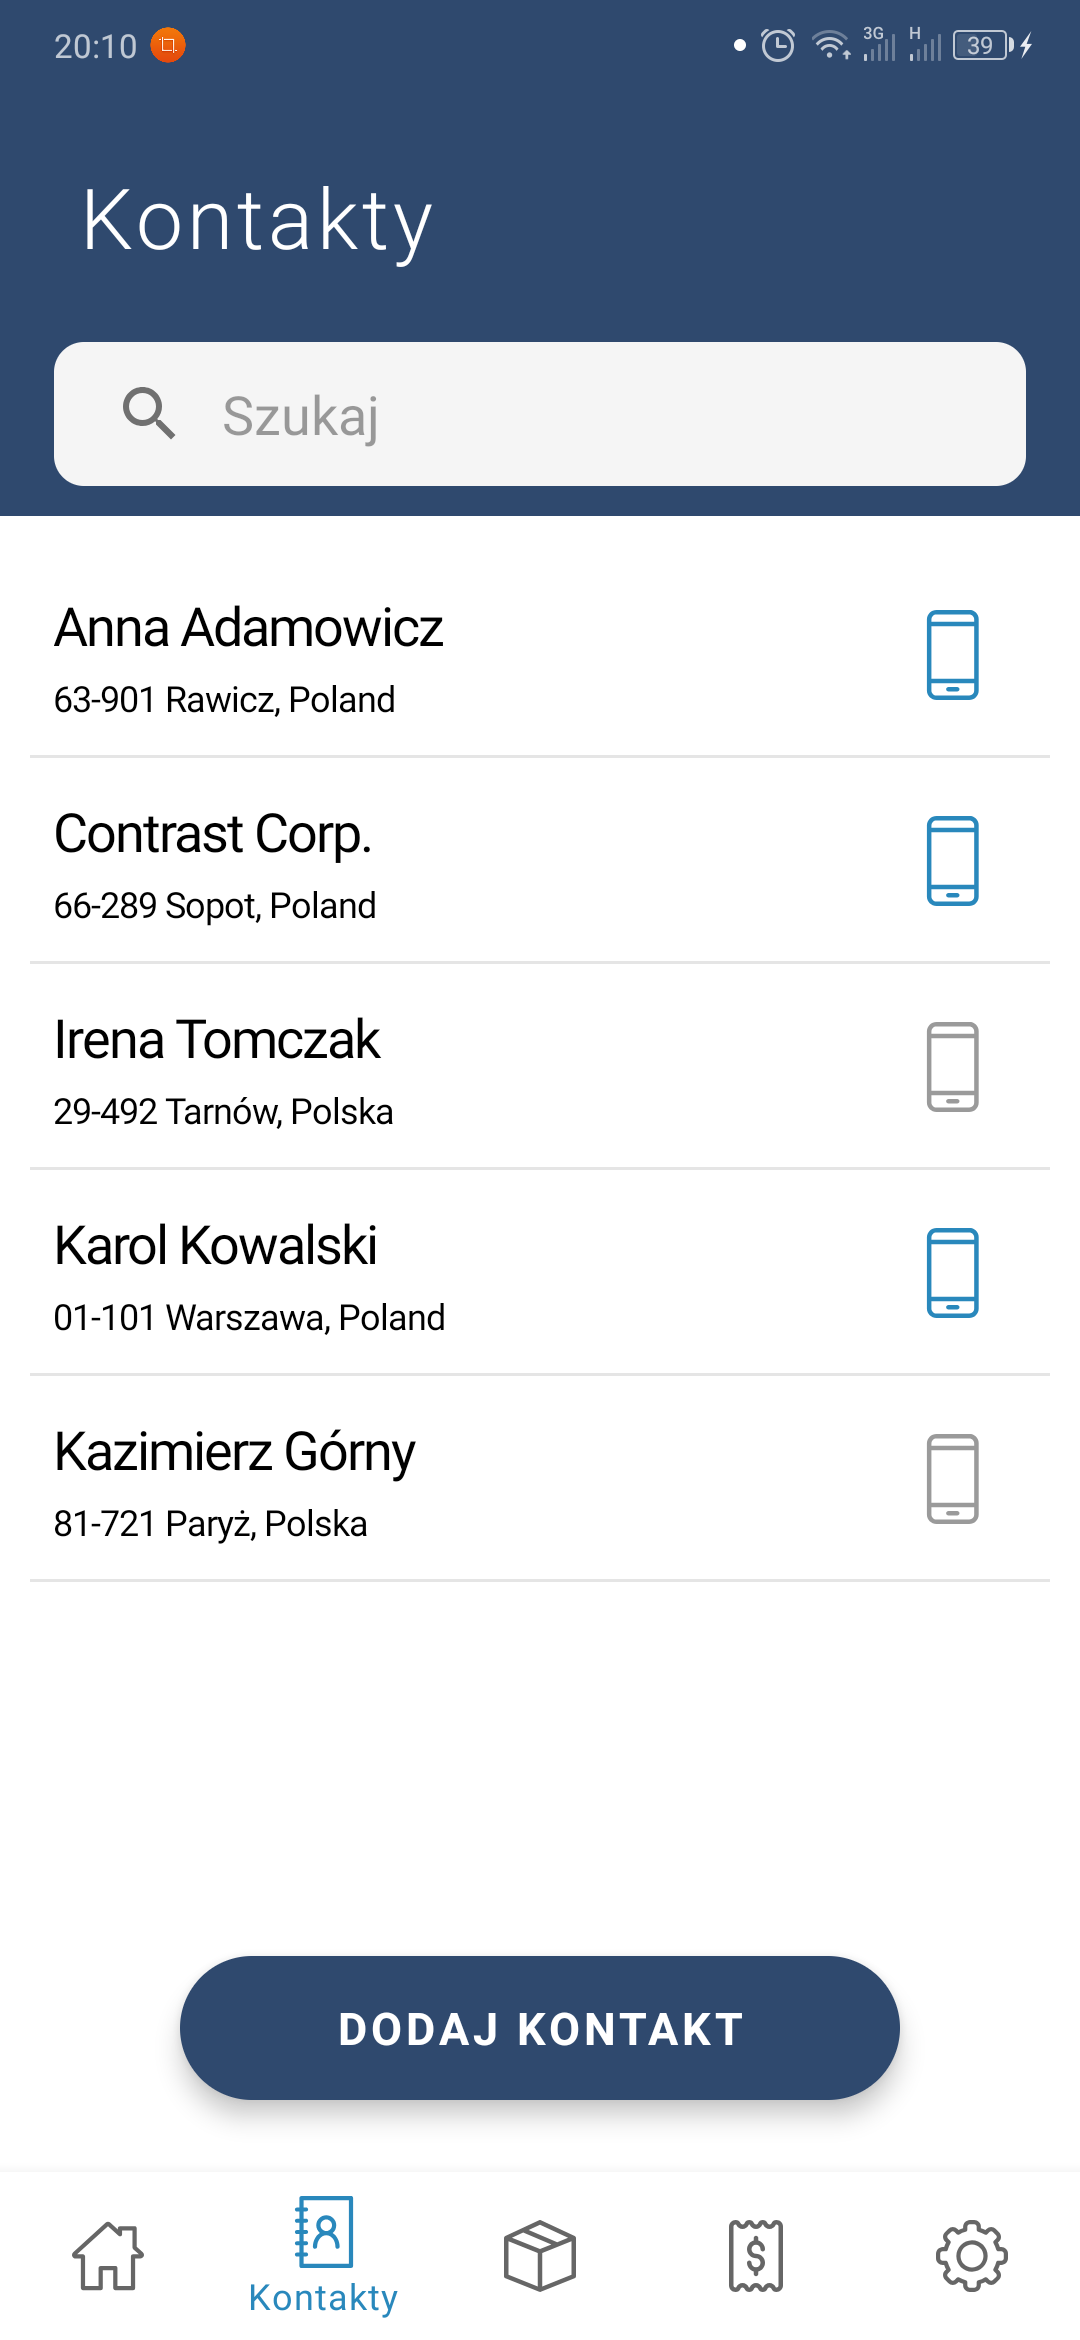 20:10
3G H 39
Kontakty
Szukaj
Anna Adamowicz
63-901 Rawicz, Poland
Contrast Corp.
66-289 Sopot, Poland
Irena Tomczak
29-492 Tarnów, Polska
Karol Kowalski
01-101 Warszawa, Poland
Kazimierz Górny
81-721 Paryż, Polska
DODAJ KONTAKT
Kontakty